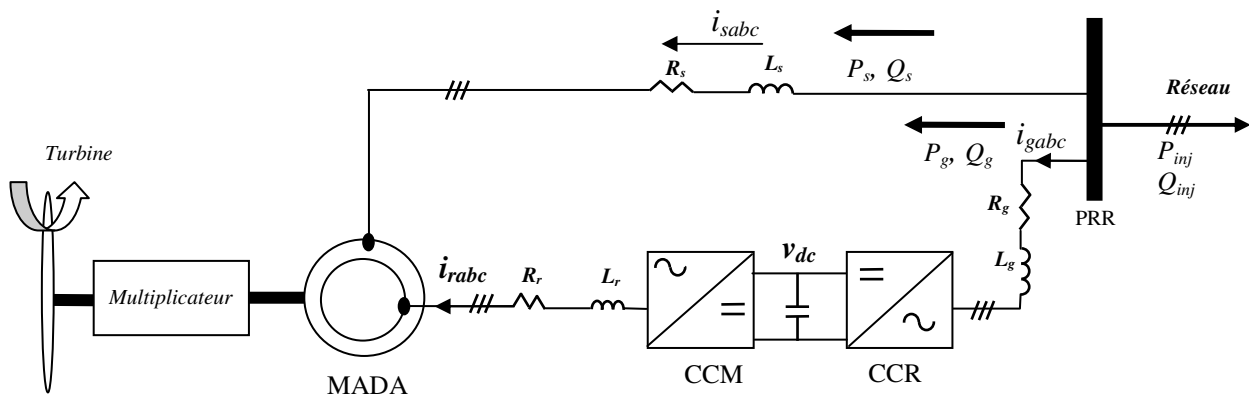 i_sabc
P_s, Q_s
R_s
L_s
Réseau
Turbine
P_g, Q_g
i_gabc
P_inj
Q_inj
R_g
PRR
L_g
v_dc
i_rabc
R_r
L_r
Multiplicateur
MADA
CCM
CCR